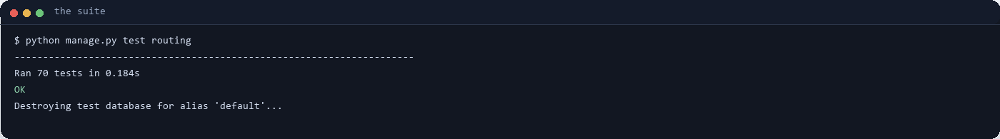 the suite
$ python manage.py test routing
----------------------------------------------------------------------
Ran 70 tests in 0.184s
OK
Destroying test database for alias 'default'...